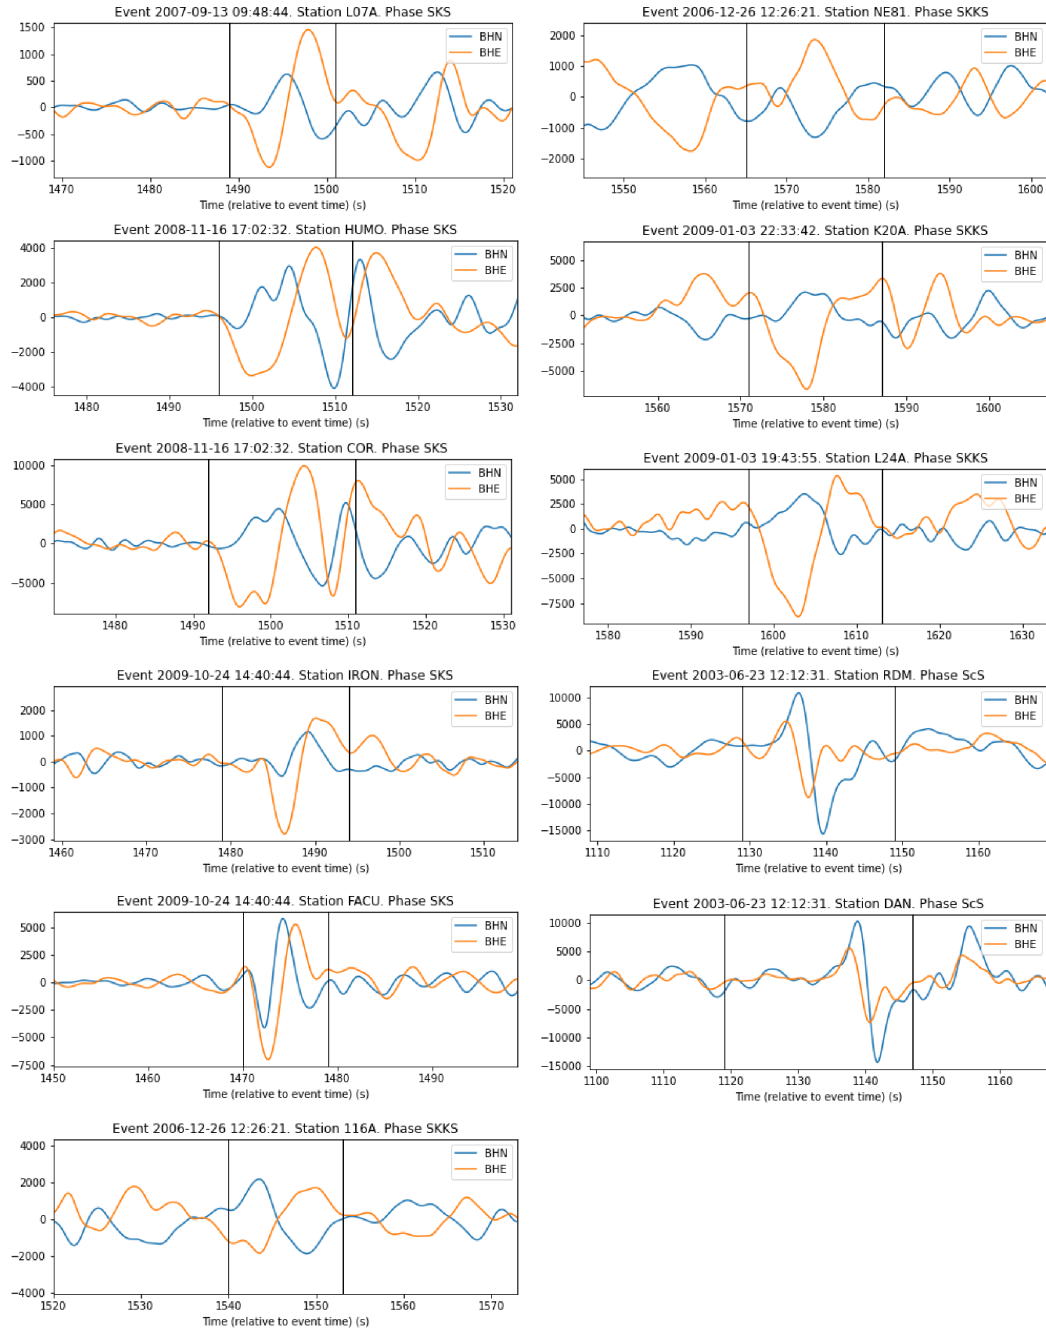 Event 2007-09-13 09:48:44. Station L07A. Phase SKS
1500
1000
500
0
−500
−1000
BHN
BHE
1470 1480 1490 1500 1510 1520
Time (relative to event time) (s)
Event 2006-12-26 12:26:21. Station NE81. Phase SKKS
2000
1000
0
−1000
−2000
BHN
BHE
1550 1560 1570 1580 1590 1600
Time (relative to event time) (s)
Event 2008-11-16 17:02:32. Station HUMO. Phase SKS
4000
2000
0
−2000
−4000
BHN
BHE
1480 1490 1500 1510 1520 1530
Time (relative to event time) (s)
Event 2009-01-03 22:33:42. Station K20A. Phase SKKS
5000
2500
0
−2500
−5000
BHN
BHE
1560 1570 1580 1590 1600
Time (relative to event time) (s)
Event 2008-11-16 17:02:32. Station COR. Phase SKS
10000
5000
0
−5000
BHN
BHE
1480 1490 1500 1510 1520 1530
Time (relative to event time) (s)
Event 2009-01-03 19:43:55. Station L24A. Phase SKKS
5000
2500
0
−2500
−5000
−7500
BHN
BHE
1580 1590 1600 1610 1620 1630
Time (relative to event time) (s)
Event 2009-10-24 14:40:44. Station IRON. Phase SKS
2000
1000
0
−1000
−2000
−3000
BHN
BHE
1460 1470 1480 1490 1500 1510
Time (relative to event time) (s)
Event 2003-06-23 12:12:31. Station RDM. Phase ScS
10000
5000
0
−5000
−10000
−15000
BHN
BHE
1110 1120 1130 1140 1150 1160
Time (relative to event time) (s)
Event 2009-10-24 14:40:44. Station FACU. Phase SKS
5000
2500
0
−2500
−5000
−7500
BHN
BHE
1450 1460 1470 1480 1490
Time (relative to event time) (s)
Event 2003-06-23 12:12:31. Station DAN. Phase ScS
10000
5000
0
−5000
−10000
−15000
BHN
BHE
1100 1110 1120 1130 1140 1150 1160
Time (relative to event time) (s)
Event 2006-12-26 12:26:21. Station 116A. Phase SKKS
4000
2000
0
−2000
−4000
BHN
BHE
1520 1530 1540 1550 1560 1570
Time (relative to event time) (s)